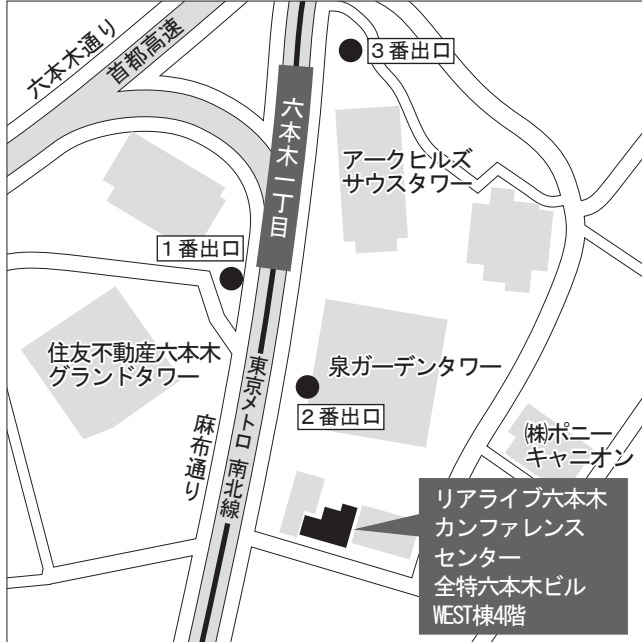 六本木通り
首都高速
3番出口
六本木一丁目
アークヒルズ
サウスタワー
1番出口
住友不動産六本木
グランドタワー
泉ガーデンタワー
2番出口
東京メトロ 南北線
麻布通り
㈱ポニー
キャニオン
リアライブ六本木
カンファレンス
センター
全特六本木ビル
WEST棟4階